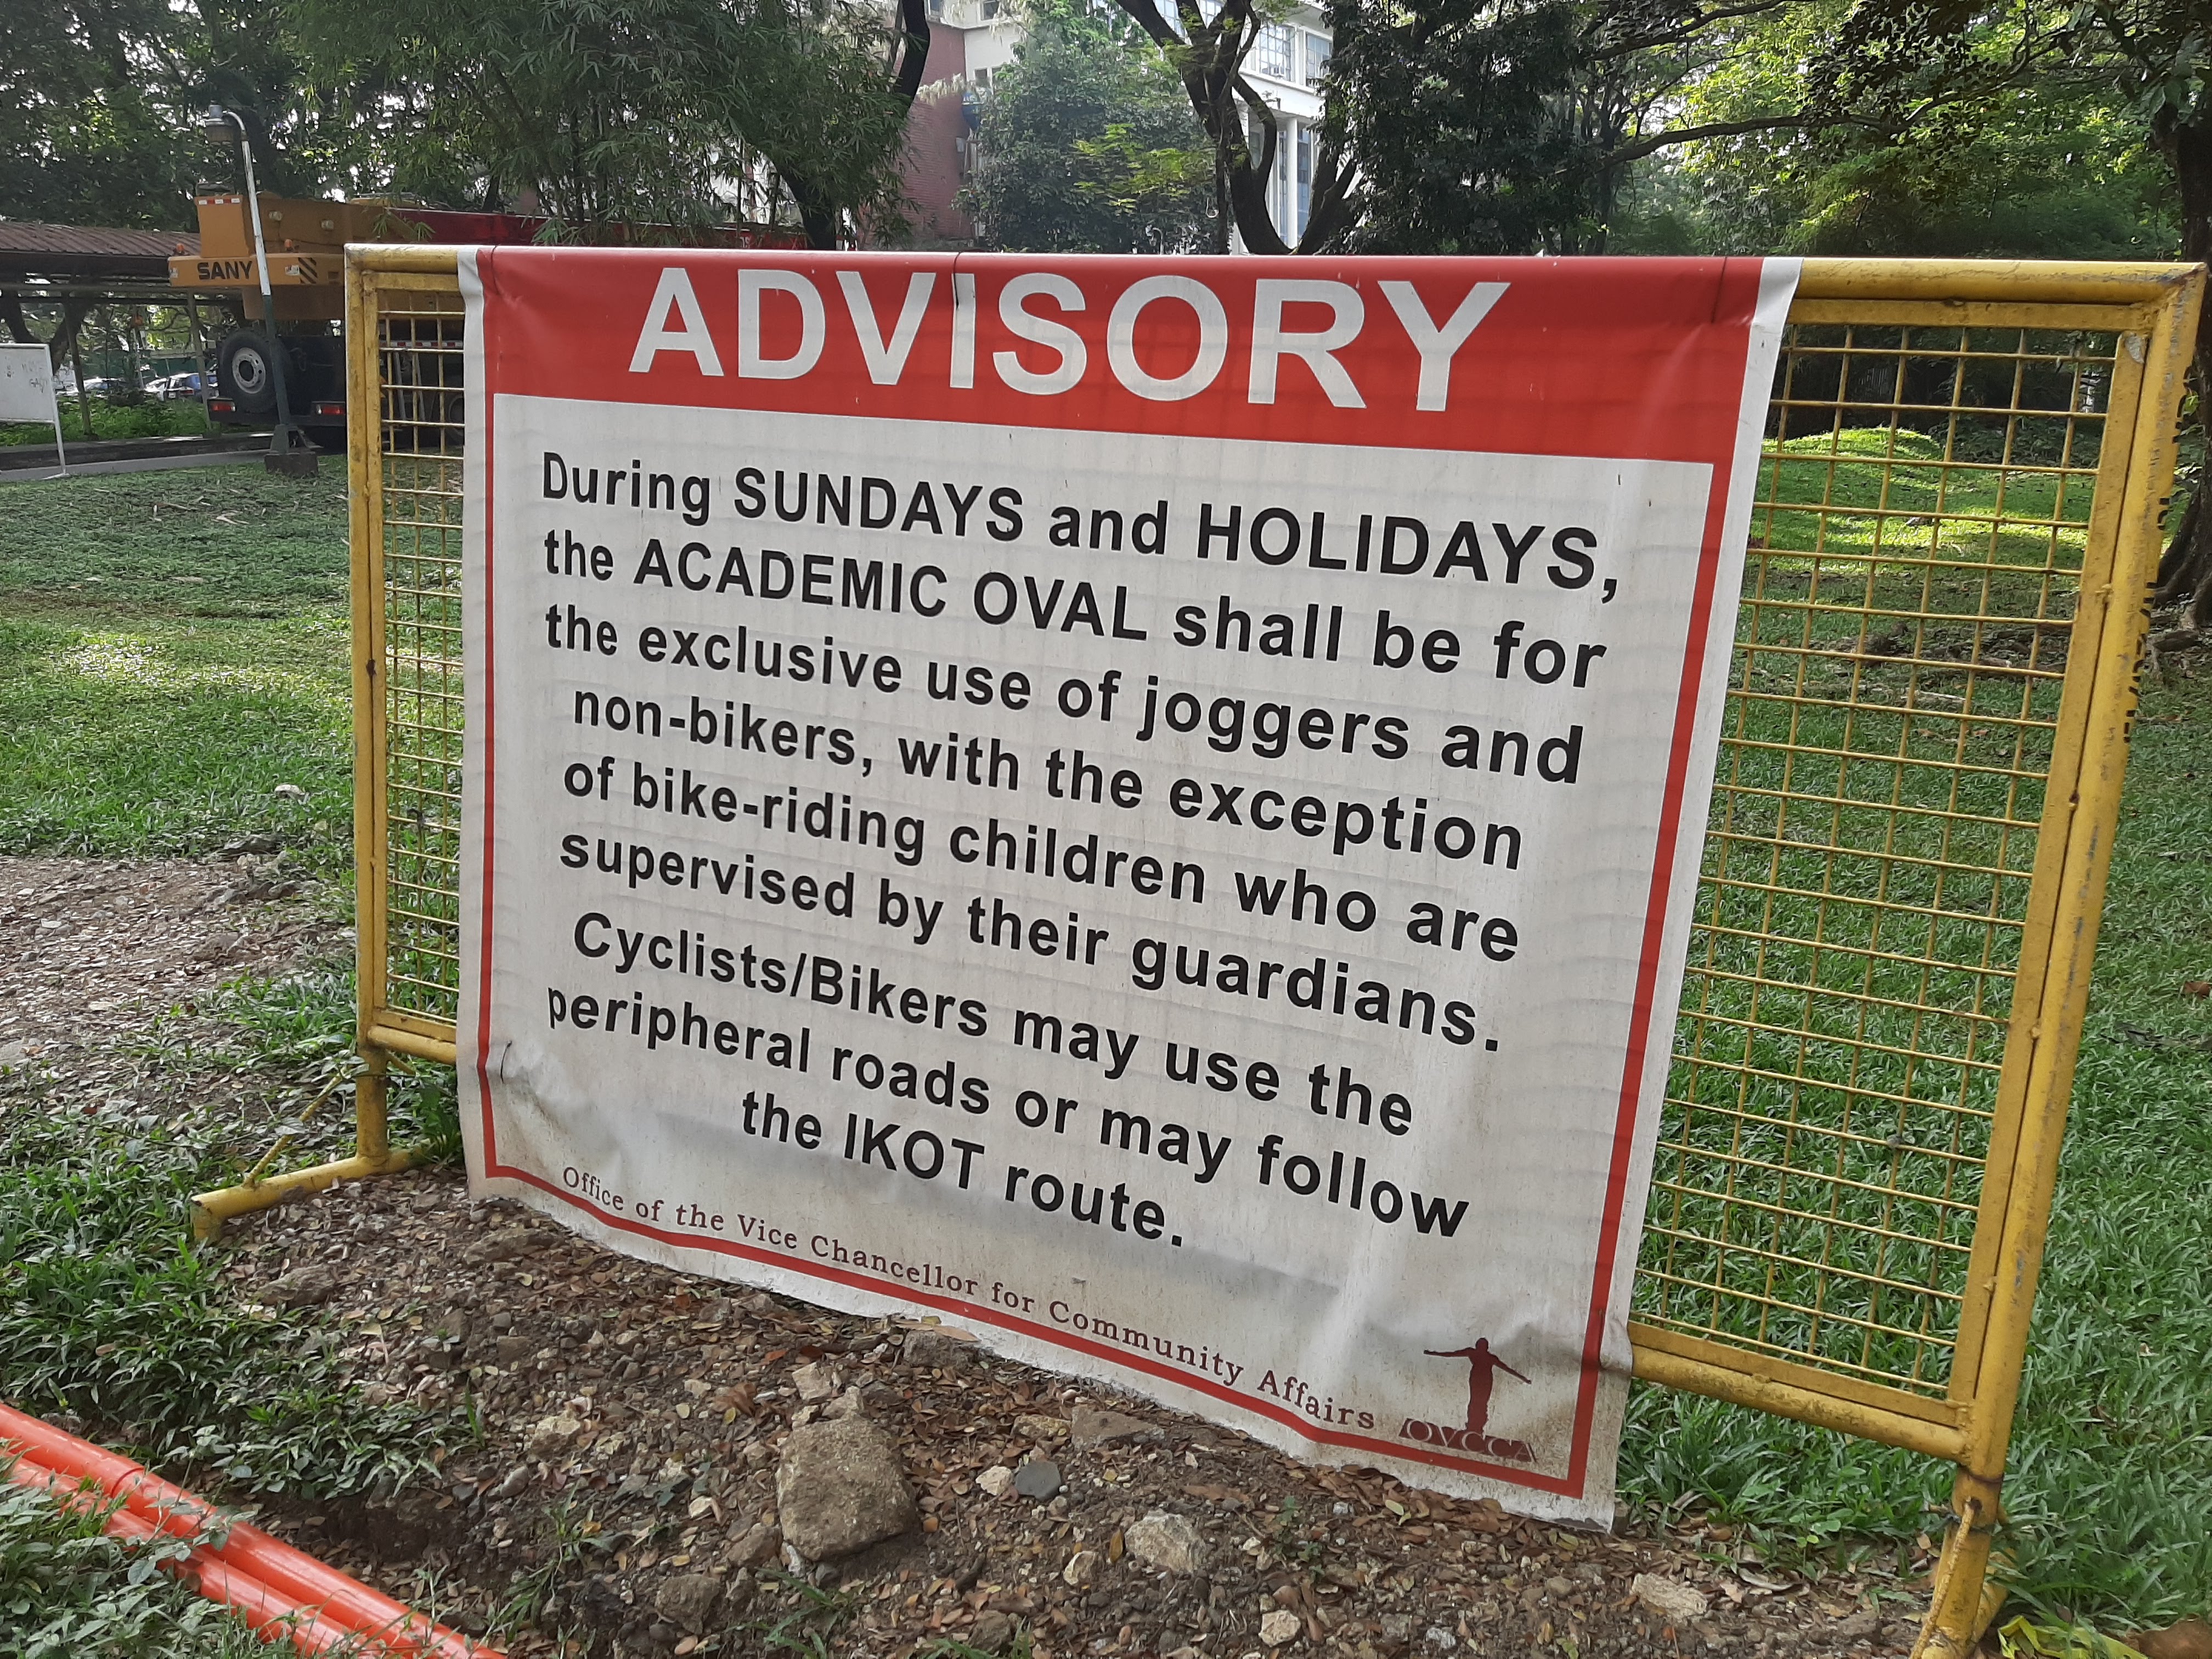 SANY
ADVISORY
During SUNDAYS and HOLIDAYS,
the ACADEMIC OVAL shall be for
the exclusive use of joggers and
non-bikers, with the exception
of bike-riding children who are
supervised by their guardians.
Cyclists/Bikers may use the
peripheral roads or may follow
the IKOT route.
Office of the Vice Chancellor for Community Affairs
OVCCA